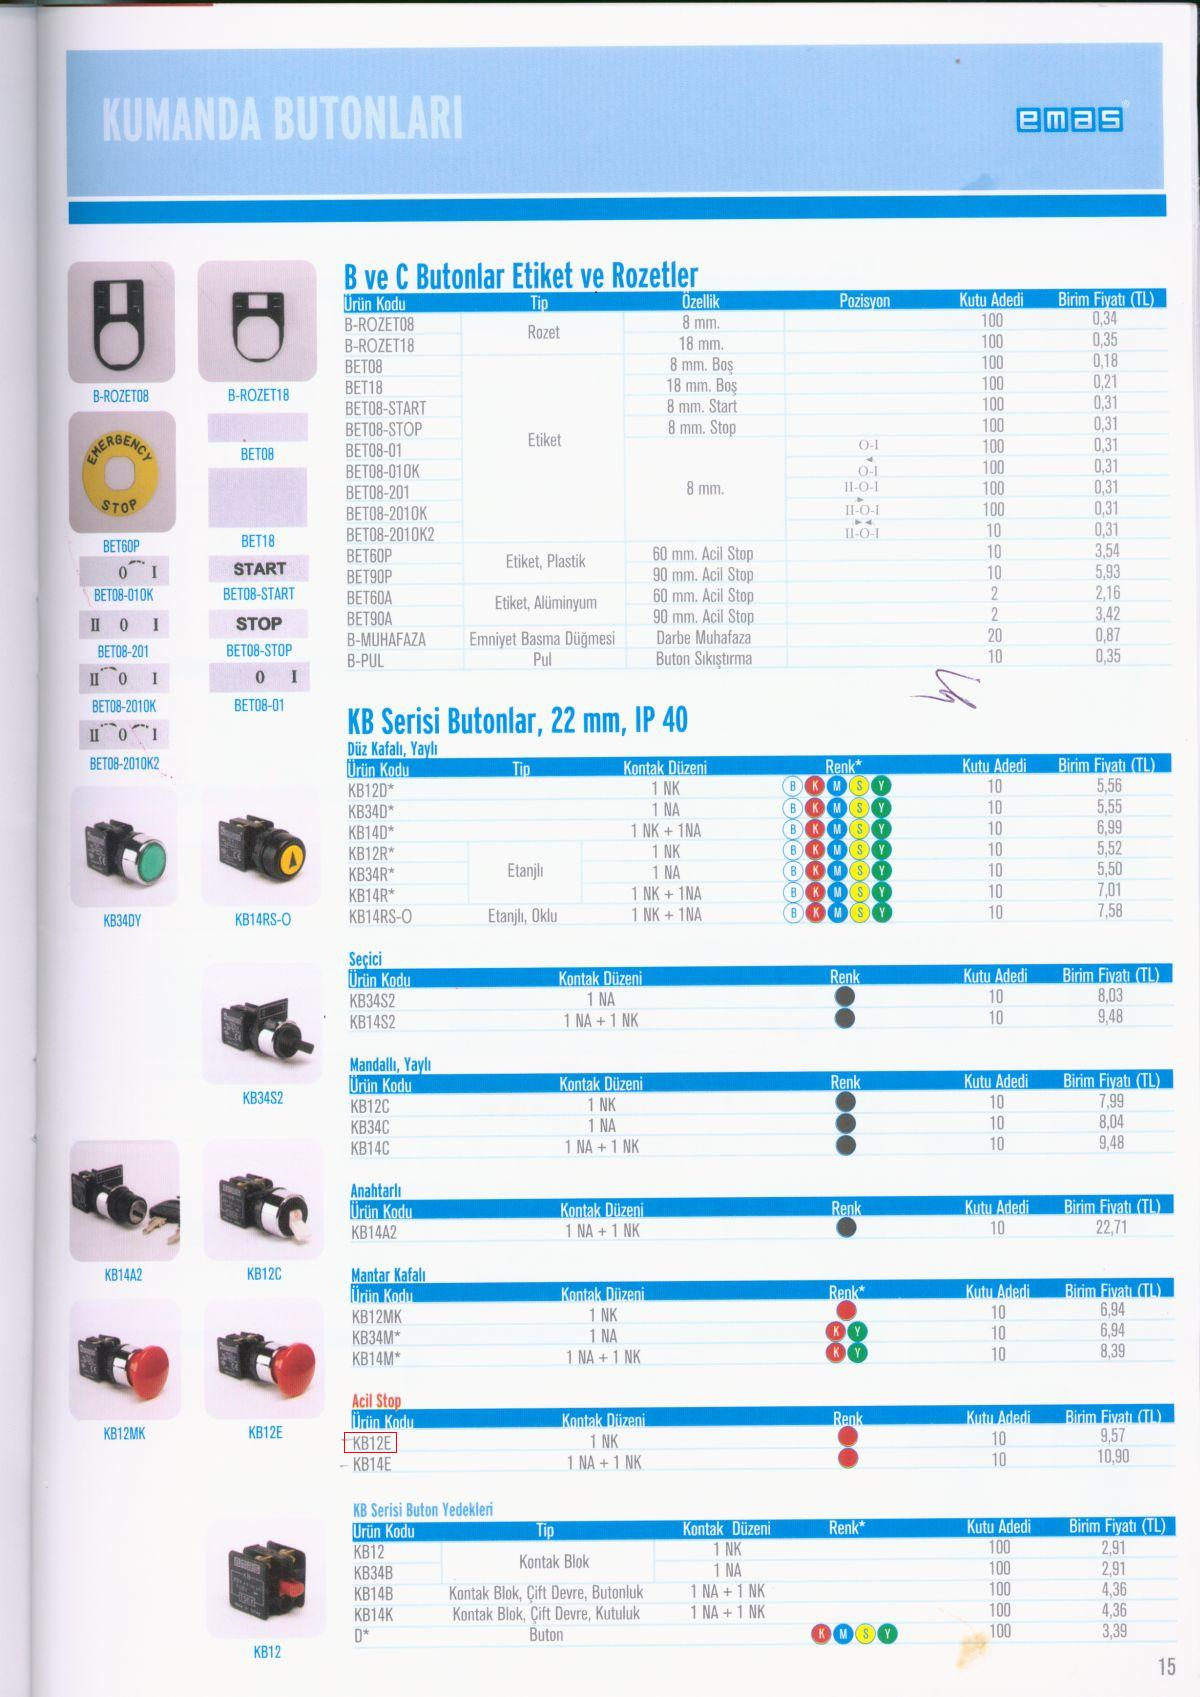 KUMANDA BUTONLARI
emas®
B-ROZET08
B-ROZET18
EMERGENCY
STOP
BET60P
BET08
BET18
O I
BET08-010K
START
BET08-START
II O I
BET08-201
STOP
BET08-STOP
II O I
BET08-2010K
O I
BET08-01
II O I
BET08-2010K2
B ve C Butonlar Etiket ve Rozetler
Ürün Kodu Tip Özellik Pozisyon Kutu Adedi Birim Fiyatı (TL)
B-ROZET08 Rozet 8 mm. 100 0,34
B-ROZET18 18 mm. 100 0,35
BET08 Etiket 8 mm. Boş 100 0,18
BET18 18 mm. Boş 100 0,21
BET08-START 8 mm. Start 100 0,31
BET08-STOP 8 mm. Stop 100 0,31
BET08-01 8 mm. O-I 100 0,31
BET08-010K O-I 100 0,31
BET08-201 II-O-I 100 0,31
BET08-2010K II-O-I 100 0,31
BET08-2010K2 II-O-I 10 0,31
BET60P Etiket, Plastik 60 mm. Acil Stop 10 3,54
BET90P 90 mm. Acil Stop 10 5,93
BET60A Etiket, Alüminyum 60 mm. Acil Stop 2 2,16
BET90A 90 mm. Acil Stop 2 3,42
B-MUHAFAZA Emniyet Basma Düğmesi Darbe Muhafaza 20 0,87
B-PUL Pul Buton Sıkıştırma 10 0,35
KB Serisi Butonlar, 22 mm, IP 40
Düz Kafalı, Yaylı
Ürün Kodu Tip Kontak Düzeni Renk* Kutu Adedi Birim Fiyatı (TL)
KB12D* 1 NK B K M S Y 10 5,56
KB34D* 1 NA B K M S Y 10 5,55
KB14D* 1 NK + 1NA B K M S Y 10 6,99
KB12R* Etanjlı 1 NK B K M S Y 10 5,52
KB34R* 1 NA B K M S Y 10 5,50
KB14R* 1 NK + 1NA B K M S Y 10 7,01
KB14RS-O Etanjlı, Oklu 1 NK + 1NA B K M S Y 10 7,58
KB34DY
KB14RS-O
Seçici
Ürün Kodu Kontak Düzeni Renk Kutu Adedi Birim Fiyatı (TL)
KB34S2 1 NA 10 8,03
KB14S2 1 NA + 1 NK 10 9,48
KB34S2
Mandallı, Yaylı
Ürün Kodu Kontak Düzeni Renk Kutu Adedi Birim Fiyatı (TL)
KB12C 1 NK 10 7,99
KB34C 1 NA 10 8,04
KB14C 1 NA + 1 NK 10 9,48
Anahtarlı
Ürün Kodu Kontak Düzeni Renk Kutu Adedi Birim Fiyatı (TL)
KB14A2 1 NA + 1 NK 10 22,71
KB14A2
KB12C
Mantar Kafalı
Ürün Kodu Kontak Düzeni Renk* Kutu Adedi Birim Fiyatı (TL)
KB12MK 1 NK 10 6,94
KB34M* 1 NA K Y 10 6,94
KB14M* 1 NA + 1 NK K Y 10 8,39
KB12MK
KB12E
Acil Stop
Ürün Kodu Kontak Düzeni Renk Kutu Adedi Birim Fiyatı (TL)
KB12E 1 NK 10 9,57
KB14E 1 NA + 1 NK 10 10,90
KB Serisi Buton Yedekleri
Ürün Kodu Tip Kontak Düzeni Renk* Kutu Adedi Birim Fiyatı (TL)
KB12 Kontak Blok 1 NK 100 2,91
KB34B 1 NA 100 2,91
KB14B Kontak Blok, Çift Devre, Butonluk 1 NA + 1 NK 100 4,36
KB14K Kontak Blok, Çift Devre, Kutuluk 1 NA + 1 NK 100 4,36
D* Buton K M S Y 100 3,39
KB12
15